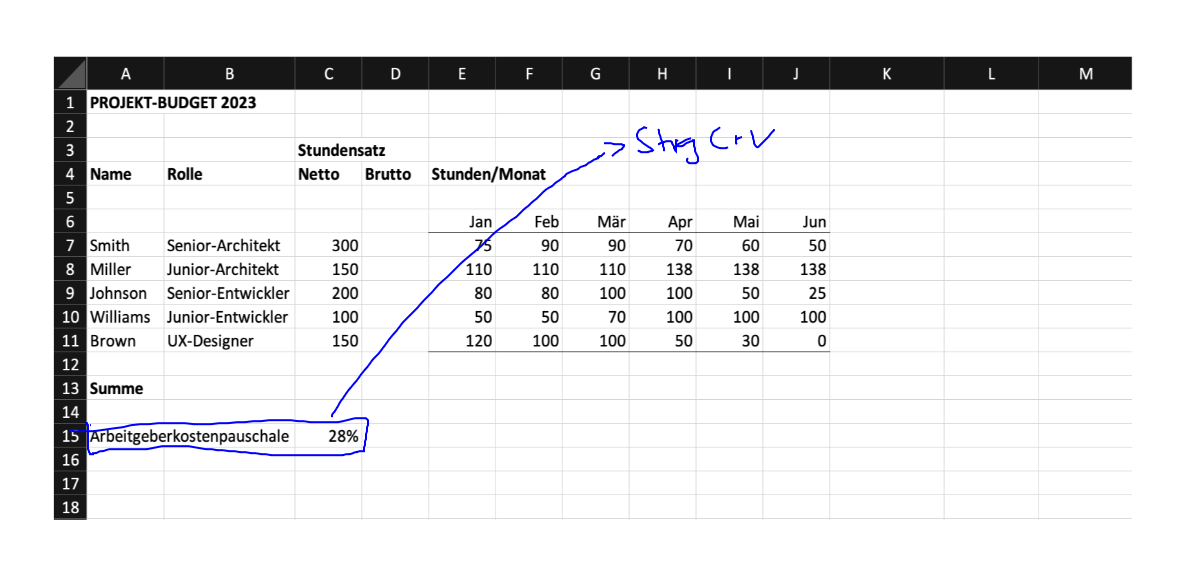 A B C D E F G H I J K L M
1 PROJEKT-BUDGET 2023
2
3 Stundensatz Strg C+V
4 Name Rolle Netto Brutto Stunden/Monat
5
6 Jan Feb Mär Apr Mai Jun
7 Smith Senior-Architekt 300 75 90 90 70 60 50
8 Miller Junior-Architekt 150 110 110 110 138 138 138
9 Johnson Senior-Entwickler 200 80 80 100 100 50 25
10 Williams Junior-Entwickler 100 50 50 70 100 100 100
11 Brown UX-Designer 150 120 100 100 50 30 0
12
13 Summe
14
15 Arbeitgeberkostenpauschale 28%
16
17
18